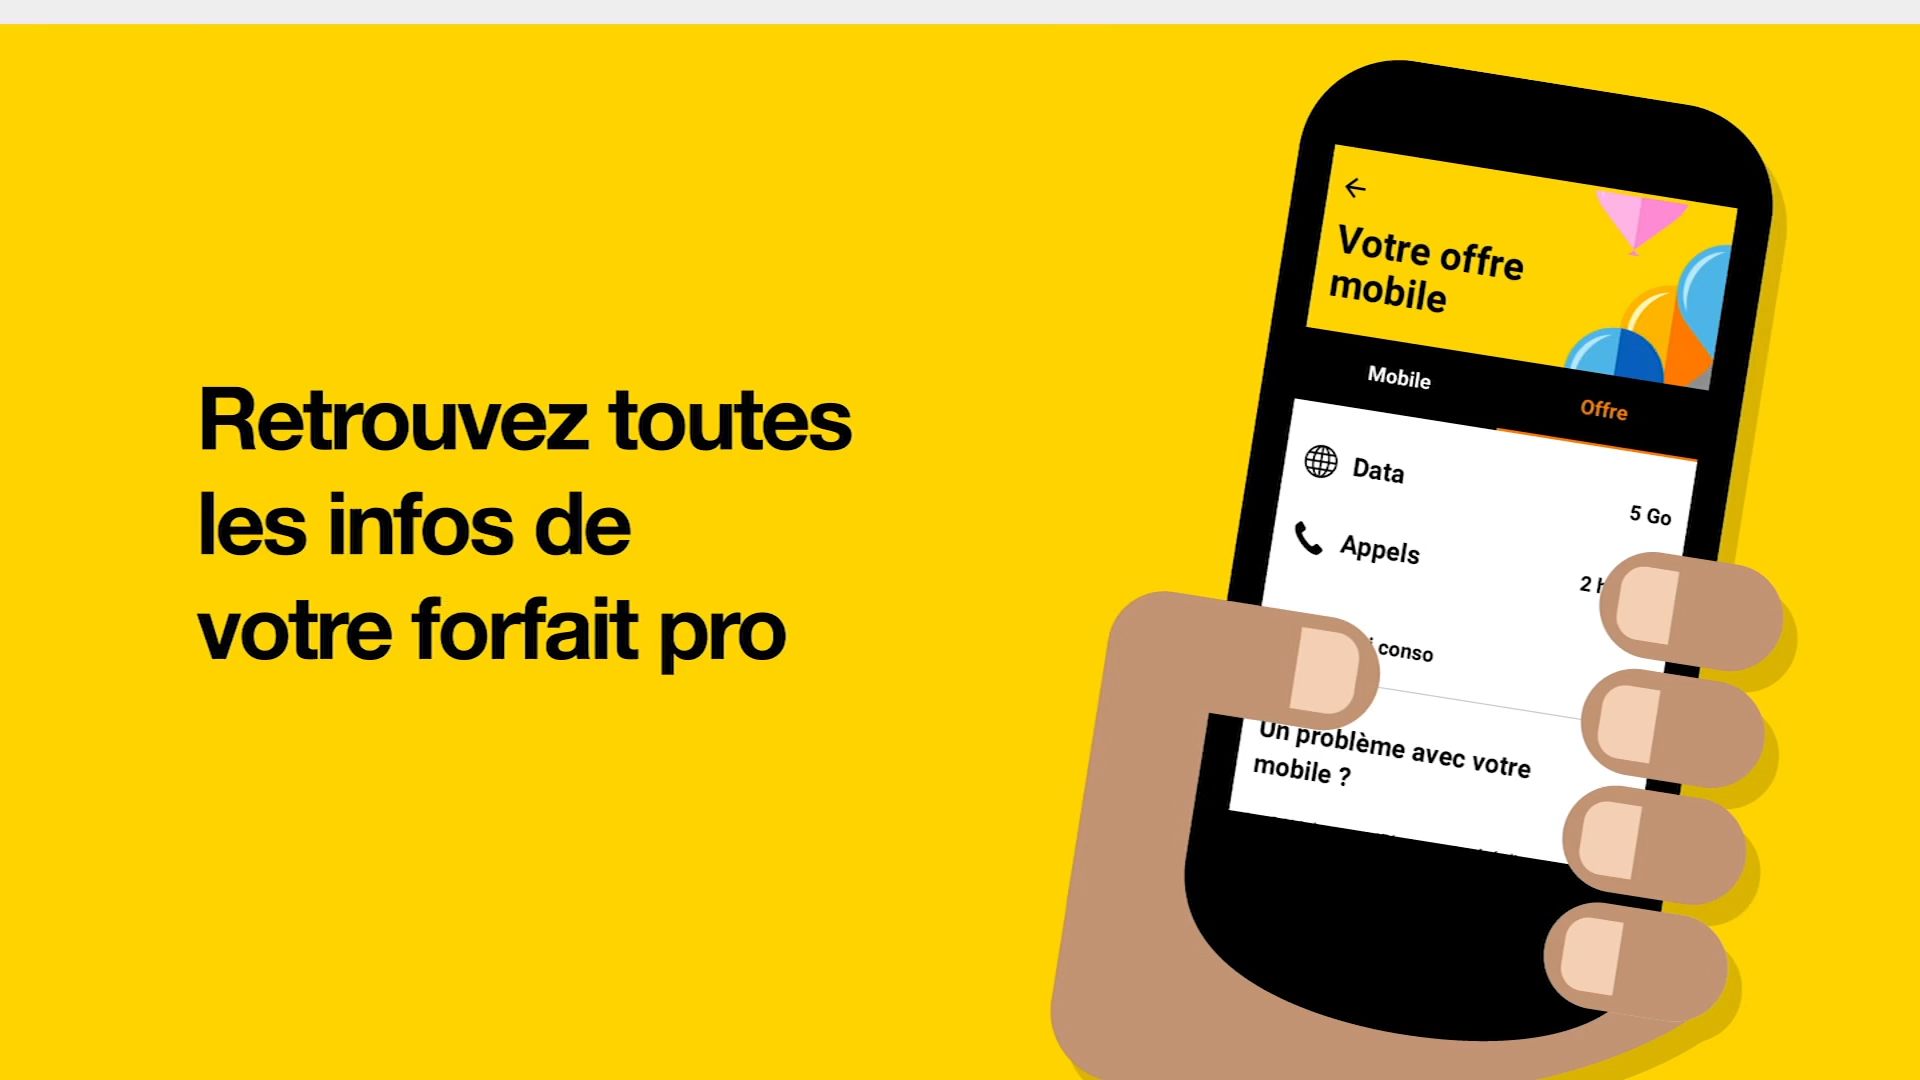 Retrouvez toutes
les infos de
votre forfait pro
Votre offre
mobile
Mobile
Offre
Data
5 Go
Appels
2
conso
Un problème avec votre
mobile ?